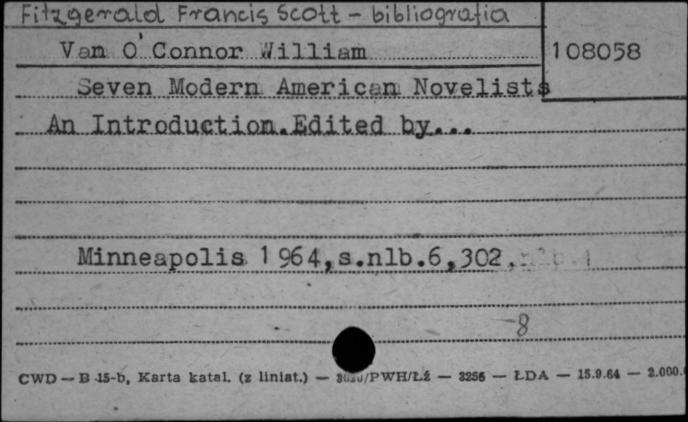 Fitzgerald Francis Scott - bibliografia
Van O'Connor William
108058
Seven Modern American Novelists
An Introduction.Edited by...
Minneapolis 1964,s.nlb.6,302.
8
CWD — B 15-b, Karta katal. (z liniat.) — /PWH/Łź — 3256 — ŁDA — 15.9.64 — 2.000.